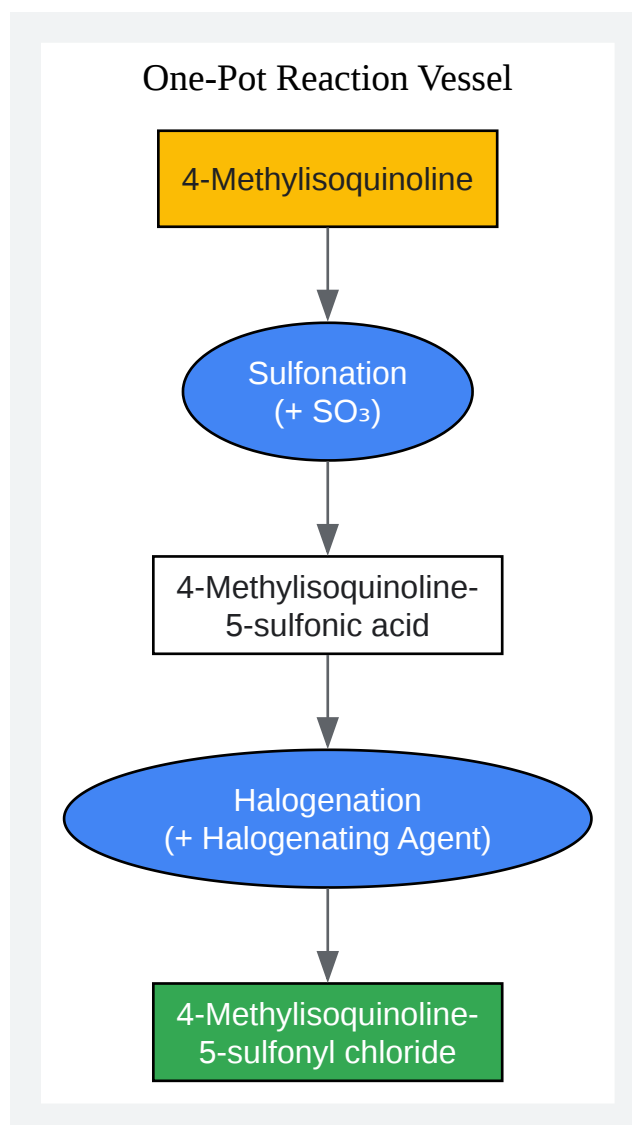 One-Pot Reaction Vessel
4-Methylisoquinoline
Sulfonation
(+ SO₃)
4-Methylisoquinoline-
5-sulfonic acid
Halogenation
(+ Halogenating Agent)
4-Methylisoquinoline-
5-sulfonyl chloride